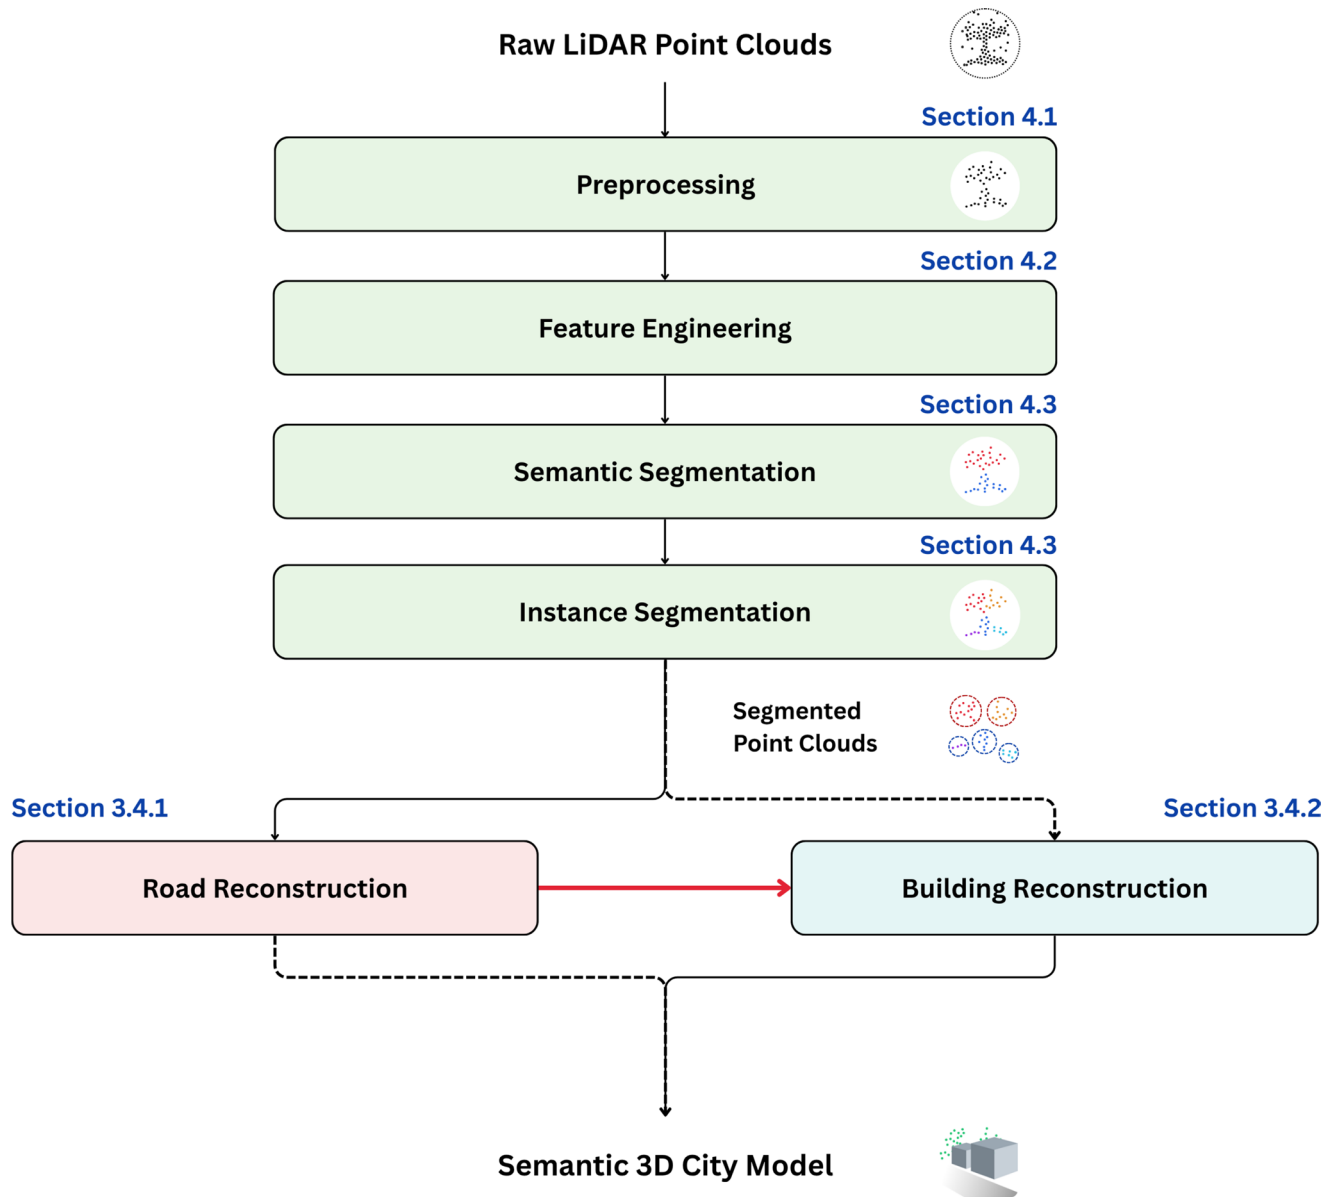 Raw LiDAR Point Clouds
Section 4.1
Preprocessing
Section 4.2
Feature Engineering
Section 4.3
Semantic Segmentation
Section 4.3
Instance Segmentation
Segmented
Point Clouds
Section 3.4.1
Section 3.4.2
Road Reconstruction
Building Reconstruction
Semantic 3D City Model